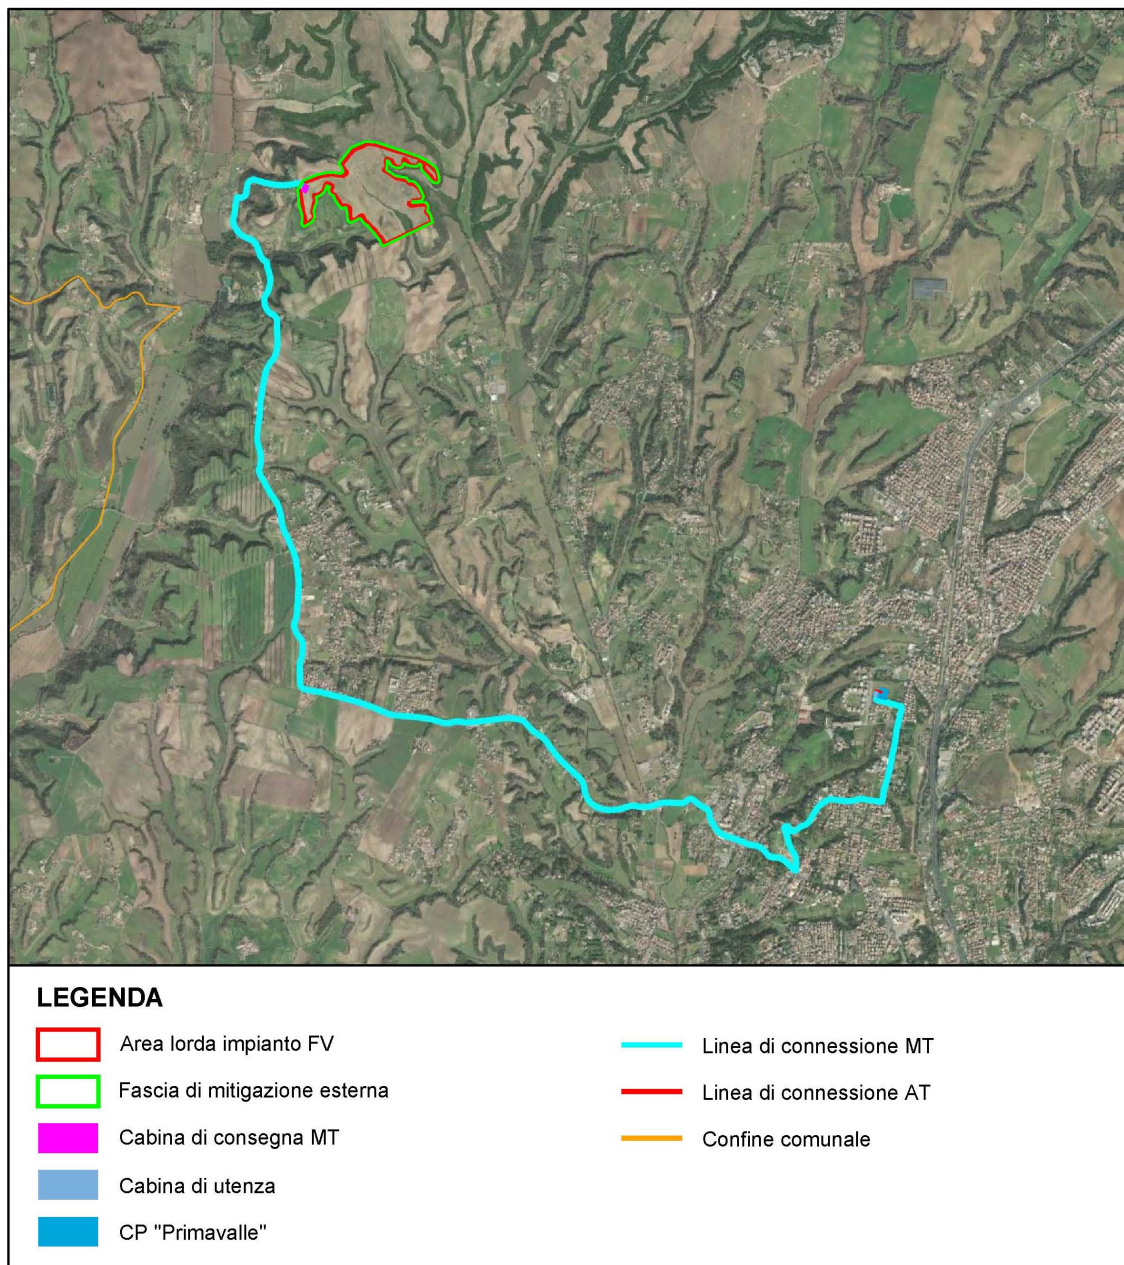 LEGENDA
Area lorda impianto FV
Fascia di mitigazione esterna
Cabina di consegna MT
Cabina di utenza
CP "Primavalle"
Linea di connessione MT
Linea di connessione AT
Confine comunale